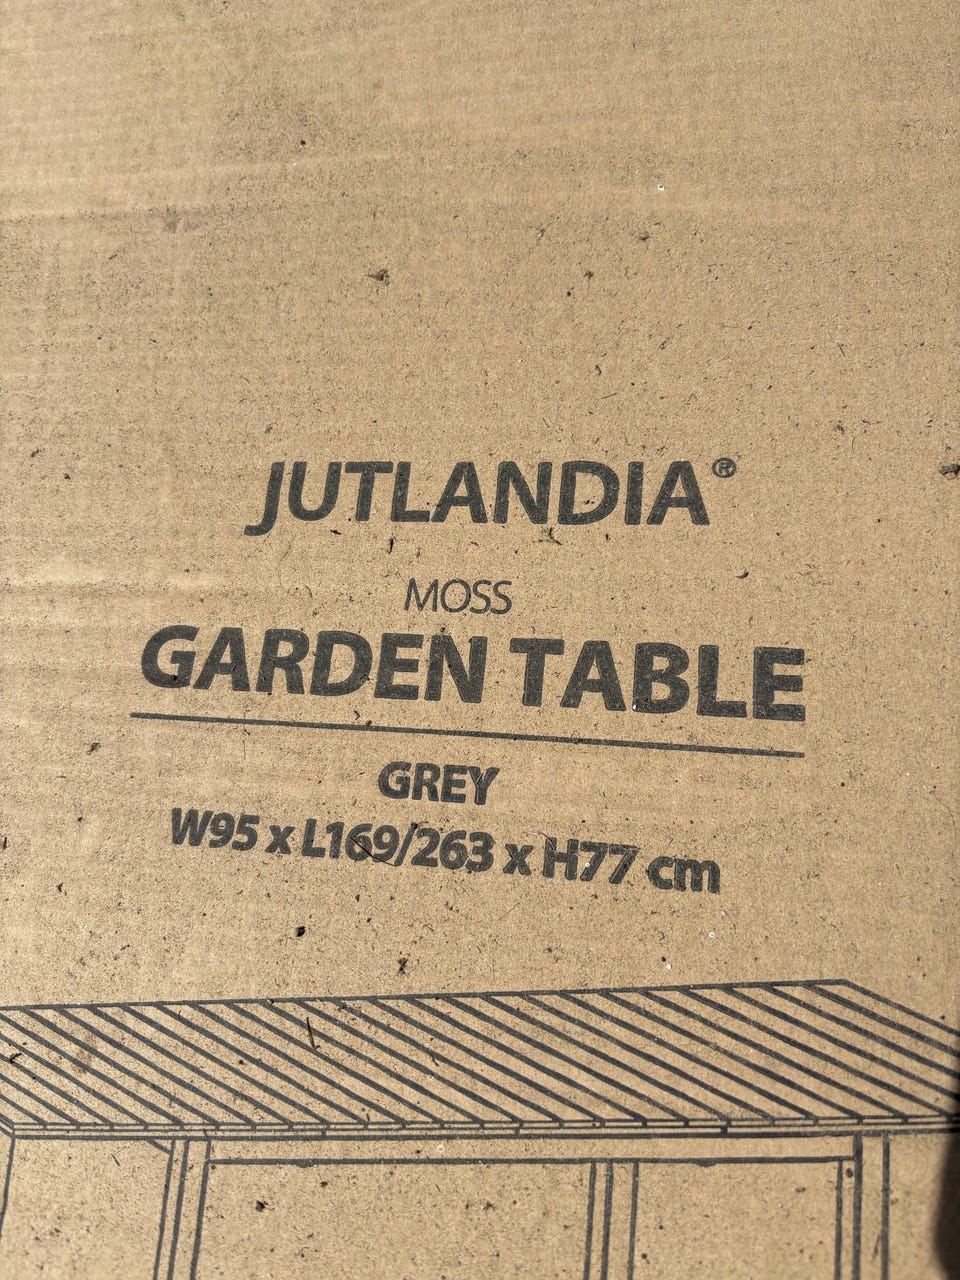 JUTLANDIA®
MOSS
GARDEN TABLE
GREY
W95 x L169/263 x H77 cm